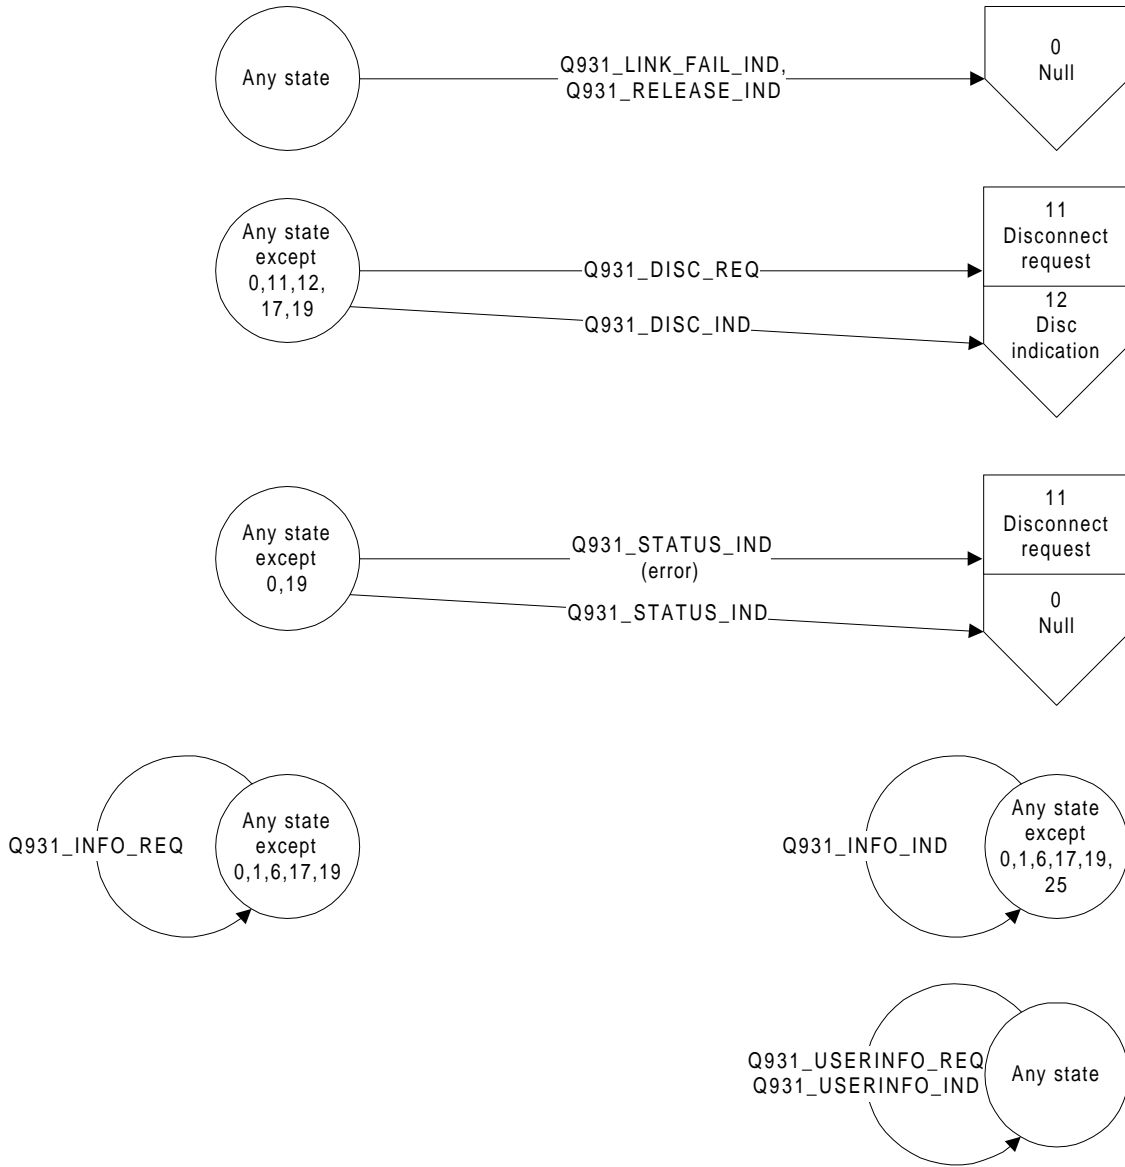 Any state
Q931_LINK_FAIL_IND,
Q931_RELEASE_IND
0
Null
Any state
except
0,11,12,
17,19
Q931_DISC_REQ
Q931_DISC_IND
11
Disconnect
request
12
Disc
indication
Any state
except
0,19
Q931_STATUS_IND
(error)
Q931_STATUS_IND
11
Disconnect
request
0
Null
Q931_INFO_REQ
Any state
except
0,1,6,17,19
Q931_INFO_IND
Any state
except
0,1,6,17,19,
25
Q931_USERINFO_REQ
Q931_USERINFO_IND
Any state